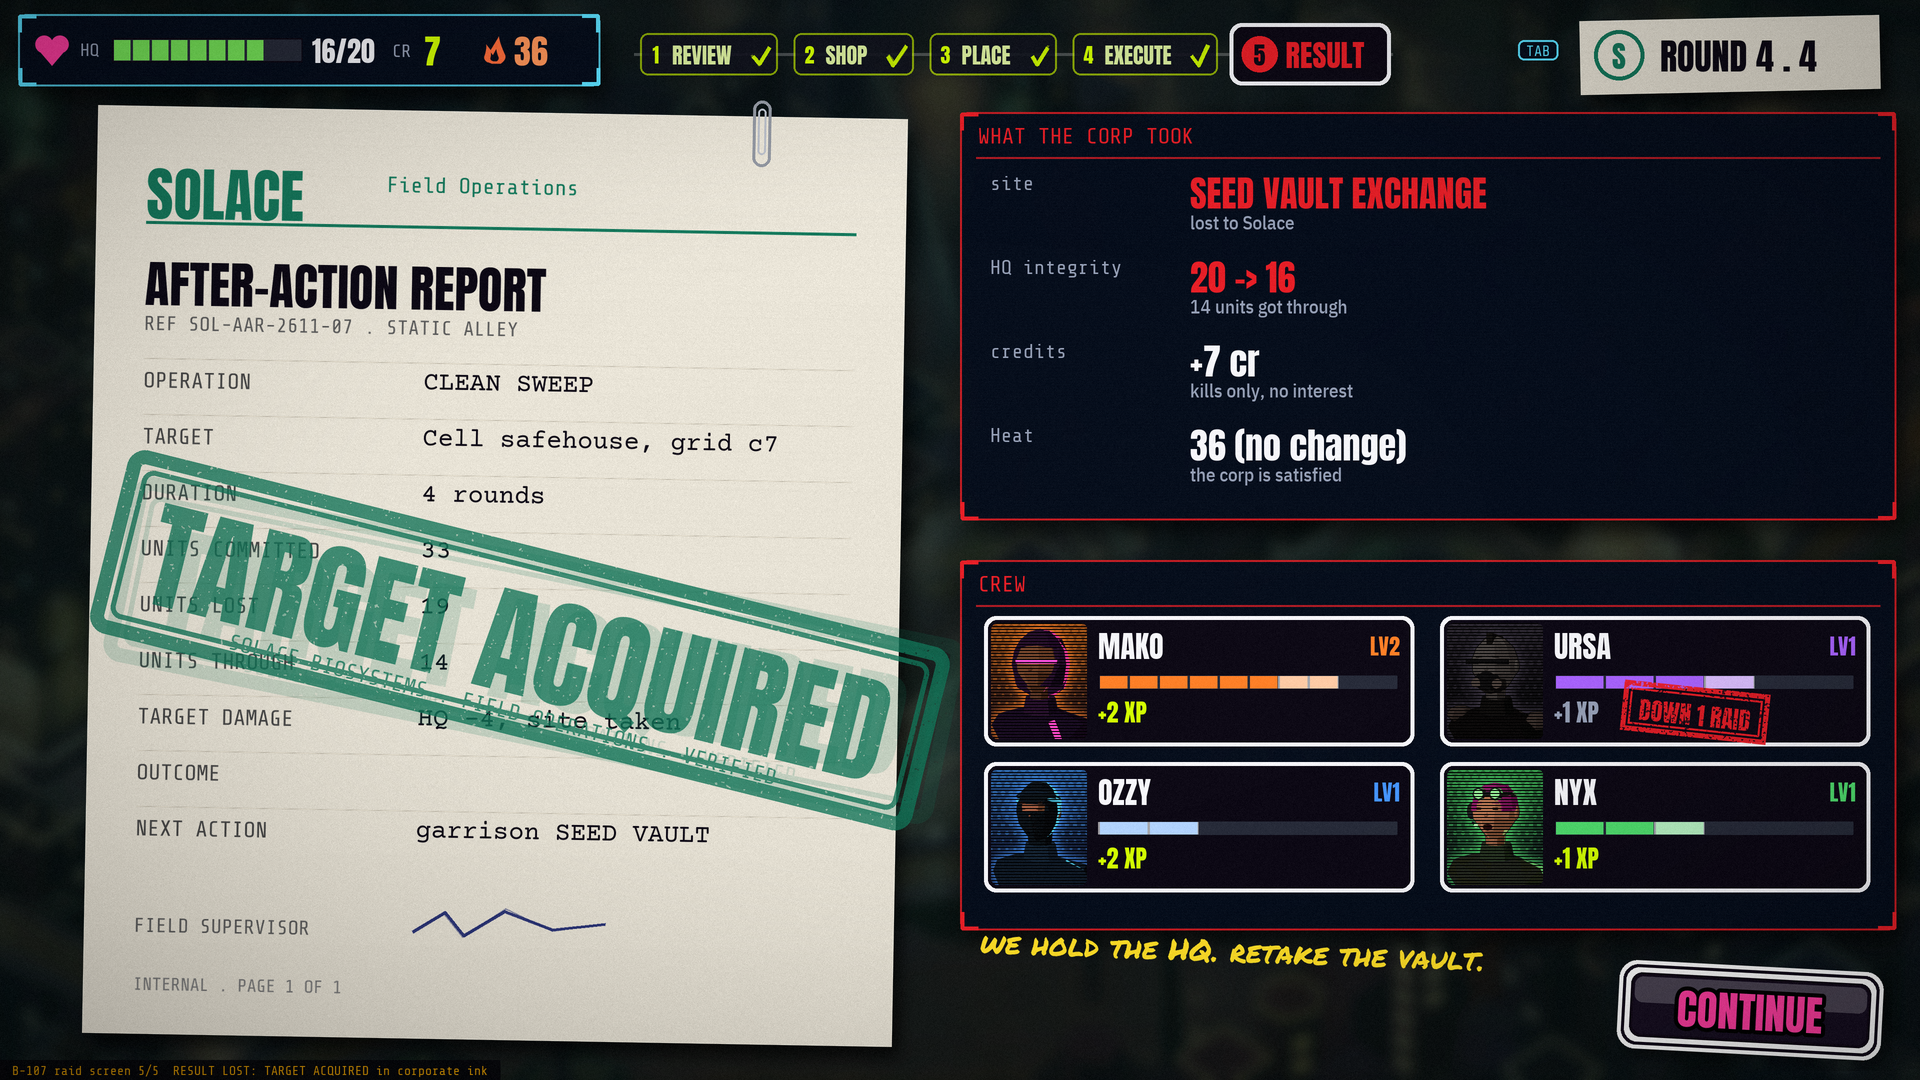 HQ 16/20 CR 7 36
1 REVIEW 2 SHOP 3 PLACE 4 EXECUTE 5 RESULT
TAB
S ROUND 4.4
SOLACE Field Operations
AFTER-ACTION REPORT
REF SOL-AAR-2611-07 . STATIC ALLEY
OPERATION CLEAN SWEEP
TARGET Cell safehouse, grid c7
DURATION 4 rounds
UNITS COMMITTED 33
UNITS LOST 19
UNITS THROUGH 14
TARGET DAMAGE HQ -4, site taken
OUTCOME
TARGET ACQUIRED
SOLACE BIOSYSTEMS . FIELD OPERATIONS . VERIFIED
NEXT ACTION garrison SEED VAULT
FIELD SUPERVISOR
INTERNAL . PAGE 1 OF 1
WHAT THE CORP TOOK
site SEED VAULT EXCHANGE
lost to Solace
HQ integrity 20 -> 16
14 units got through
credits +7 cr
kills only, no interest
Heat 36 (no change)
the corp is satisfied
CREW
MAKO LV2
+2 XP
URSA LV1
+1 XP DOWN 1 RAID
OZZY LV1
+2 XP
NYX LV1
+1 XP
WE HOLD THE HQ. RETAKE THE VAULT.
CONTINUE
B-107 raid screen 5/5 RESULT LOST: TARGET ACQUIRED in corporate ink